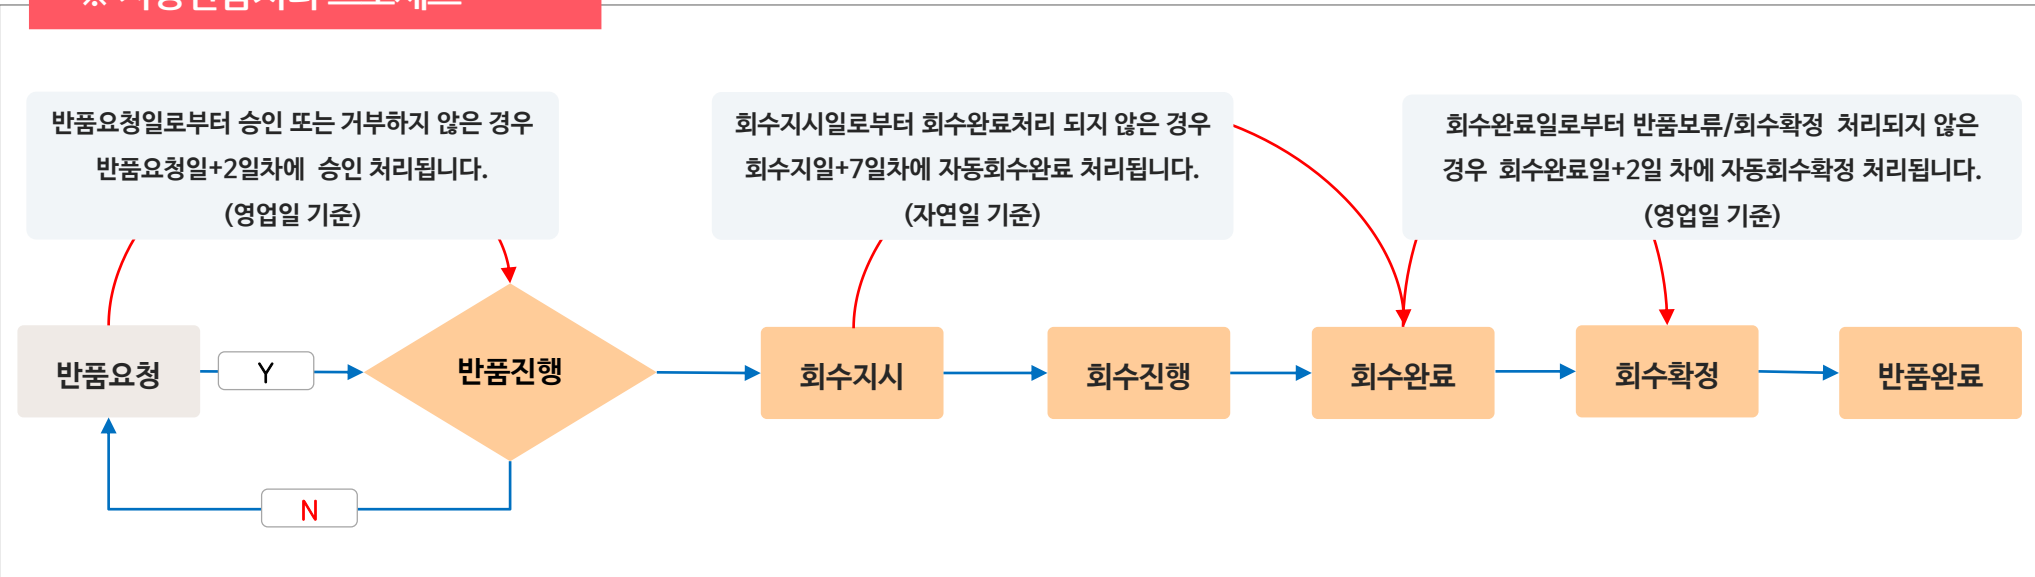 반품요청일로부터 승인 또는 거부하지 않은 경우
반품요청일+2일차에 승인 처리됩니다.
(영업일 기준)
회수지시일로부터 회수완료처리 되지 않은 경우
회수지일+7일차에 자동회수완료 처리됩니다.
(자연일 기준)
회수완료일로부터 반품보류/회수확정 처리되지 않은
경우 회수완료일+2일 차에 자동회수확정 처리됩니다.
(영업일 기준)
반품요청
Y
반품진행
회수지시
회수진행
회수완료
회수확정
반품완료
N